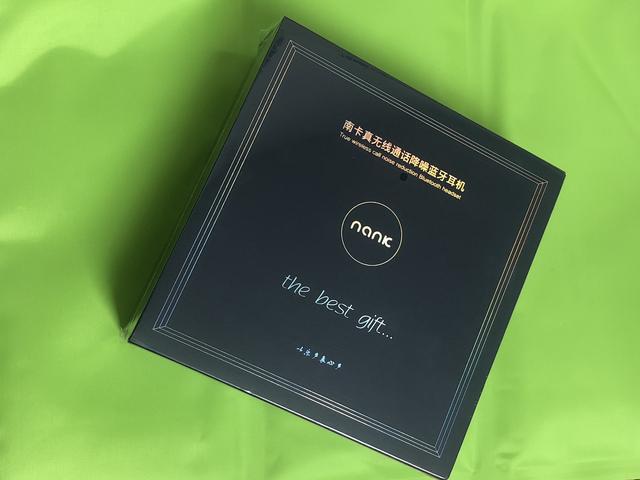 南卡真无线通话降噪蓝牙耳机
True wireless call noise reduction Bluetooth headset
nank
the best gift...